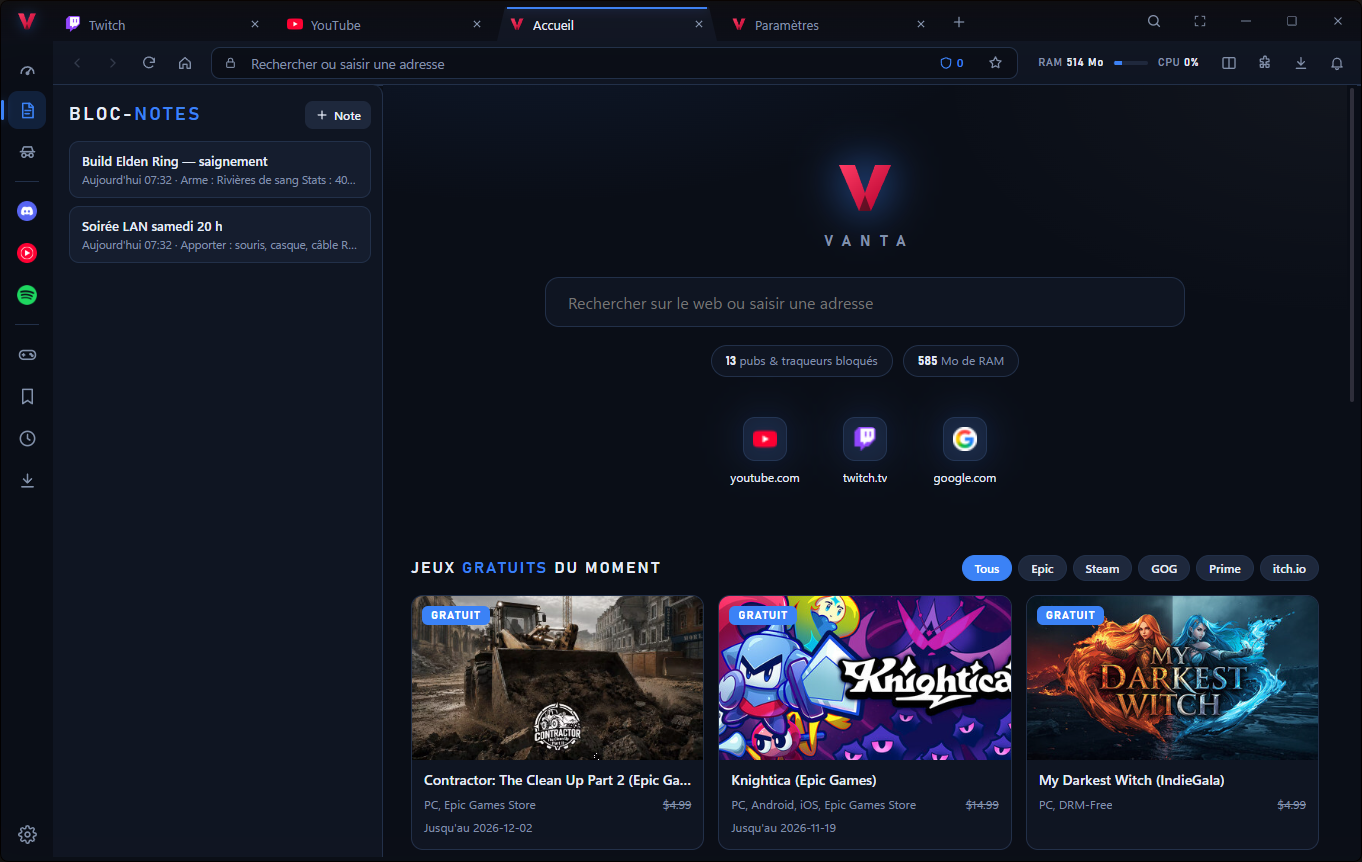 Twitch
YouTube
Accueil
Paramètres
Rechercher ou saisir une adresse
0
RAM 514 Mo
CPU 0%
BLOC-NOTES
+ Note
Build Elden Ring — saignement
Aujourd'hui 07:32 · Arme : Rivières de sang Stats : 40...
Soirée LAN samedi 20 h
Aujourd'hui 07:32 · Apporter : souris, casque, câble R...
VANTA
Rechercher sur le web ou saisir une adresse
13 pubs & traqueurs bloqués
585 Mo de RAM
youtube.com
twitch.tv
google.com
JEUX GRATUITS DU MOMENT
Tous
Epic
Steam
GOG
Prime
itch.io
GRATUIT
CONTRACTOR
Contractor: The Clean Up Part 2 (Epic Ga...
PC, Epic Games Store
$4.99
Jusqu'au 2026-12-02
GRATUIT
Knightica
Knightica (Epic Games)
PC, Android, iOS, Epic Games Store
$14.99
Jusqu'au 2026-11-19
GRATUIT
MY
DARKEST
WITCH
My Darkest Witch (IndieGala)
PC, DRM-Free
$4.99